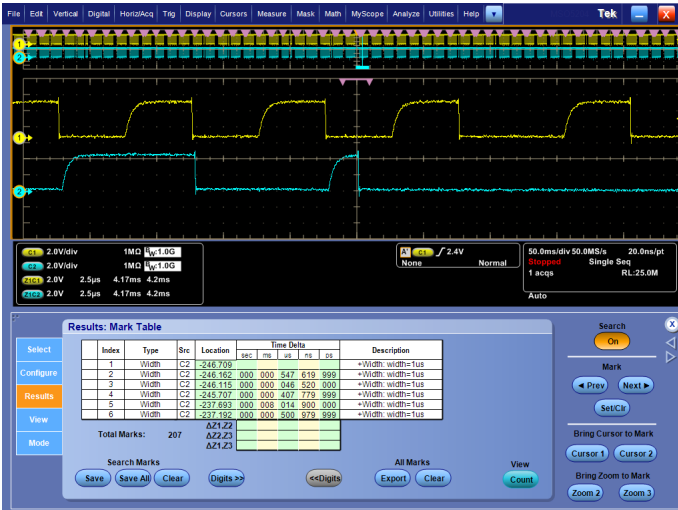 File Edit Vertical Digital Horiz/Acq Trig Display Cursors Measure Mask Math MyScope Analyze Utilities Help Tek X
1
2
1
2
C1 2.0V/div 1MΩ BW:1.0G
C2 2.0V/div 1MΩ BW:1.0G
Z1C1 2.0V 2.5µs 4.17ms 4.2ms
Z1C2 2.0V 2.5µs 4.17ms 4.2ms
A' C1 2.4V
None Normal
50.0ms/div 50.0MS/s 20.0ns/pt
Stopped Single Seq
1 acqs RL:25.0M
Auto
Results: Mark Table
Select
Configure
Results
View
Mode
Index Type Src Location Time Delta Description
sec ms us ns ps
1 Width C2 -246.709 +Width: width=1us
2 Width C2 -246.162 000 000 547 619 999 +Width: width=1us
3 Width C2 -246.115 000 000 046 520 000 +Width: width=1us
4 Width C2 -245.707 000 000 407 779 999 +Width: width=1us
5 Width C2 -237.693 000 008 014 900 000 +Width: width=1us
6 Width C2 -237.192 000 000 500 979 999 +Width: width=1us
Total Marks: 207
ΔZ1.Z2
ΔZ2.Z3
ΔZ1.Z3
Search Marks
Save Save All Clear
Digits >>
<<Digits
All Marks
Export Clear
View
Count
Search
On
Mark
Prev Next
Set/Clr
Bring Cursor to Mark
Cursor 1 Cursor 2
Bring Zoom to Mark
Zoom 2 Zoom 3
X